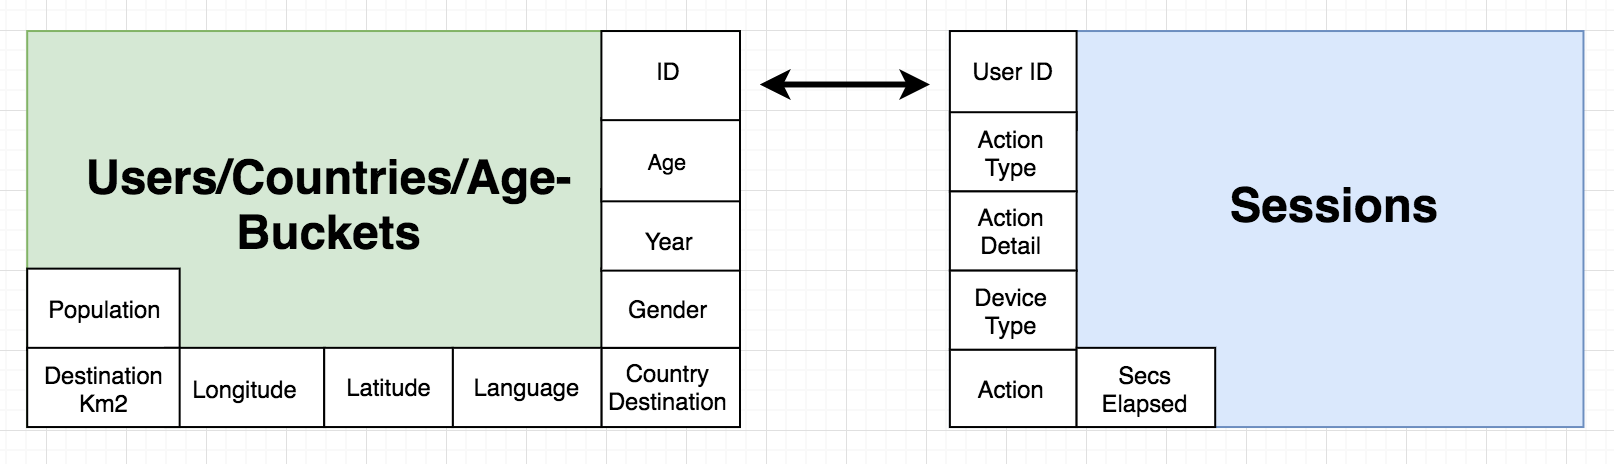 Users/Countries/Age-
Buckets
ID
Age
Year
Gender
Country
Destination
Language
Latitude
Longitude
Destination
Km2
Population
User ID
Action
Type
Action
Detail
Device
Type
Action
Secs
Elapsed
Sessions